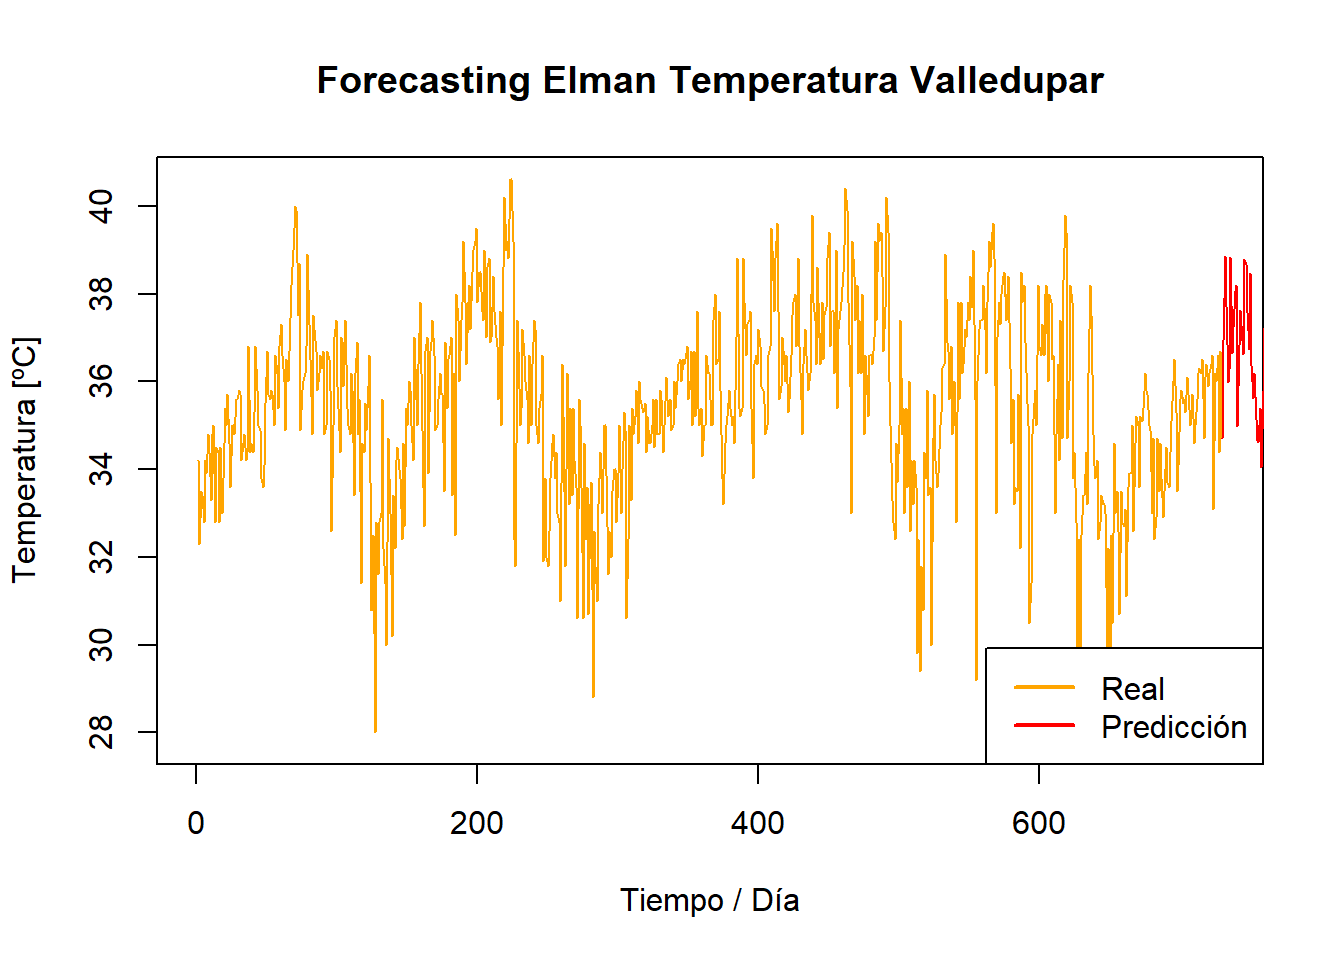 Forecasting Elman Temperatura Valledupar
Temperatura [ºC]
40
38
36
34
32
30
28
0 200 400 600
Tiempo / Día
Real
Predicción